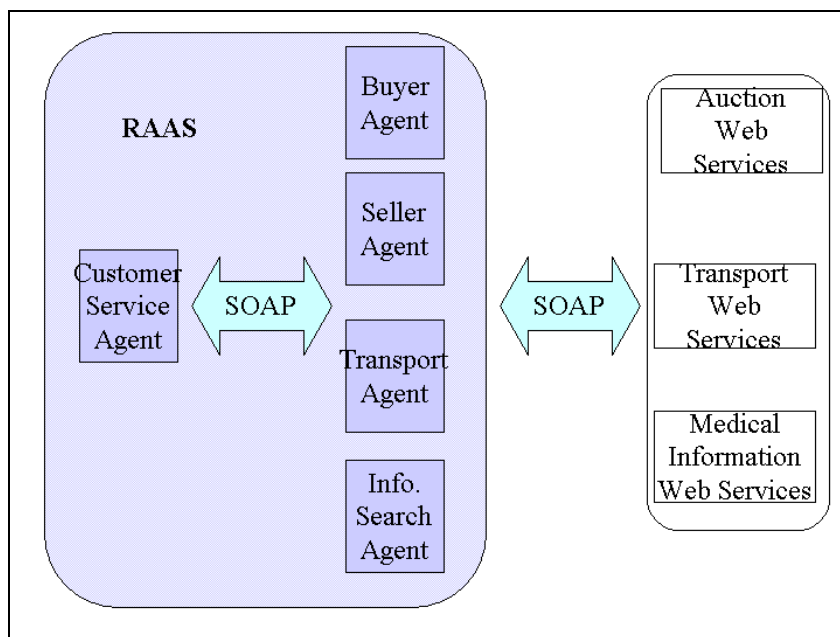 RAAS
Customer
Service
Agent
SOAP
Buyer
Agent
Seller
Agent
Transport
Agent
Info.
Search
Agent
SOAP
Auction
Web
Services
Transport
Web
Services
Medical
Information
Web Services